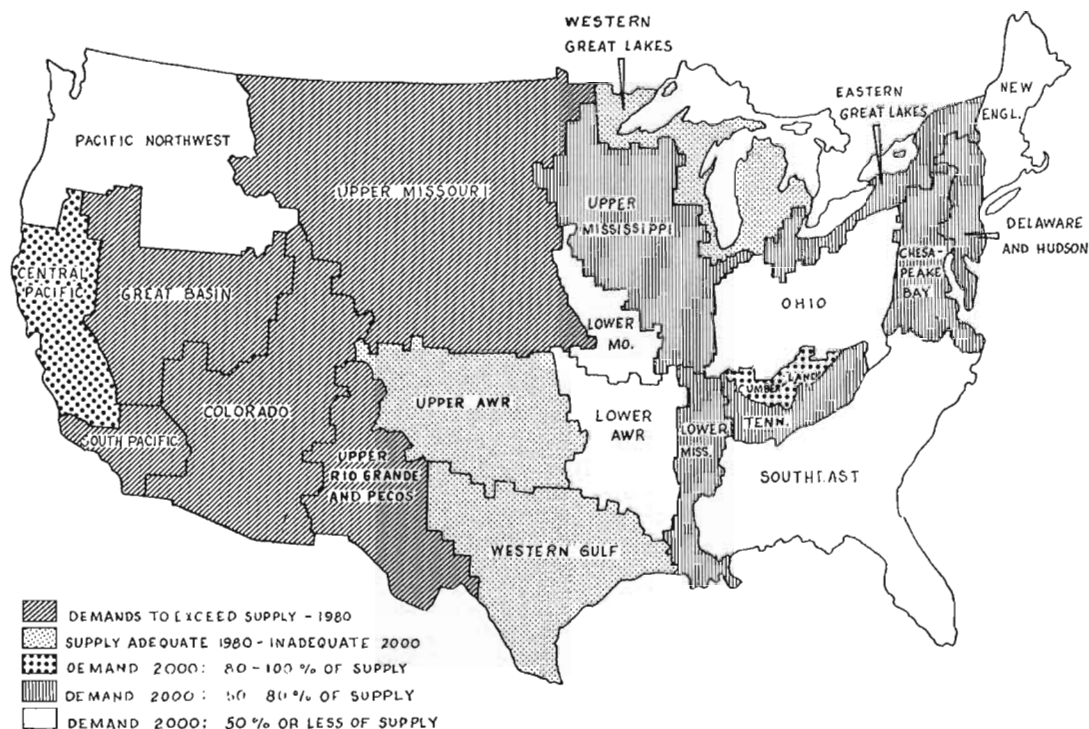 WESTERN
GREAT LAKES
EASTERN
GREAT LAKES
NEW
ENGL.
PACIFIC NORTHWEST
UPPER MISSOURI
UPPER
MISSISSIPPI
DELAWARE
AND HUDSON
CENTRAL
PACIFIC
GREAT BASIN
CHESA-
PEAKE
BAY
OHIO
LOWER
MO.
CUMBER
LAND
COLORADO
UPPER AWR
LOWER
AWR
TENN.
SOUTH PACIFIC
LOWER
MISS.
UPPER
RIO GRANDE
AND PECOS
SOUTHEAST
WESTERN GULF
DEMANDS TO EXCEED SUPPLY - 1980
SUPPLY ADEQUATE 1980 - INADEQUATE 2000
DEMAND 2000: 80-100 % OF SUPPLY
DEMAND 2000: 50 80 % OF SUPPLY
DEMAND 2000: 50 % OR LESS OF SUPPLY